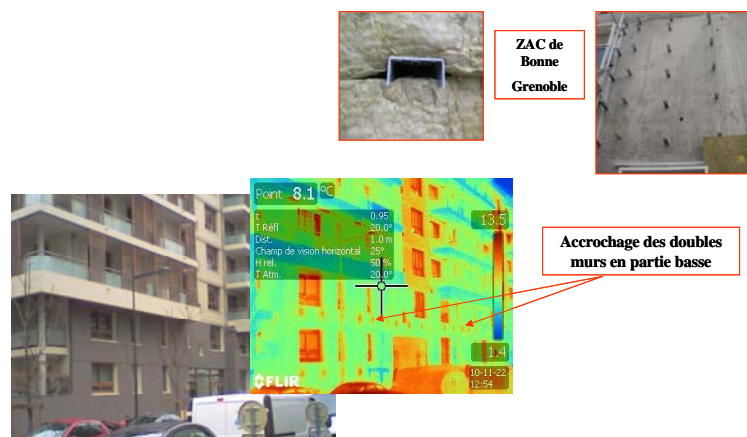 ZAC de
Bonne
Grenoble
Point 8.1 °C
ε 0.95
T Réfl 20.0°
Dist. 1.0 m
Champ de vision horizontal 25°
H rel. 50 %
T Atm. 20.0°
13.5
1.4
10-11-22
12:54
FLIR
Accrochage des doubles
murs en partie basse